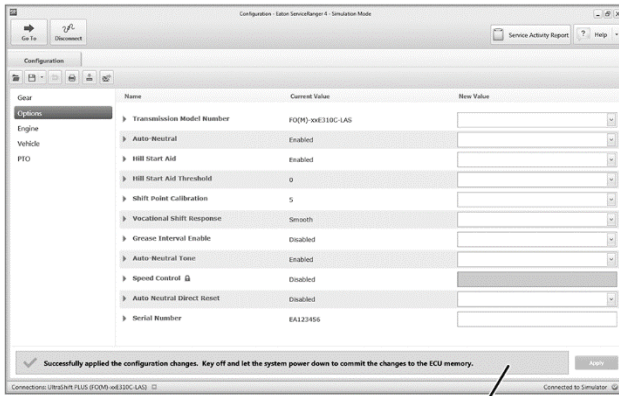 Configuration - Eaton ServiceRanger 4 - Simulation Mode
Go To
Disconnect
Service Activity Report
Help
Configuration
Gear
Options
Engine
Vehicle
PTO
Name Current Value New Value
Transmission Model Number FO(M)-xxE310C-LAS
Auto-Neutral Enabled
Hill Start Aid Enabled
Hill Start Aid Threshold 0
Shift Point Calibration 5
Vocational Shift Response Smooth
Grease Interval Enable Disabled
Auto-Neutral Tone Enabled
Speed Control Disabled
Auto Neutral Direct Reset Disabled
Serial Number EA123456
Successfully applied the configuration changes. Key off and let the system power down to commit the changes to the ECU memory.
Apply
Connections: UltraShift PLUS (FO(M)-xxE310C-LAS)
Connected to Simulator